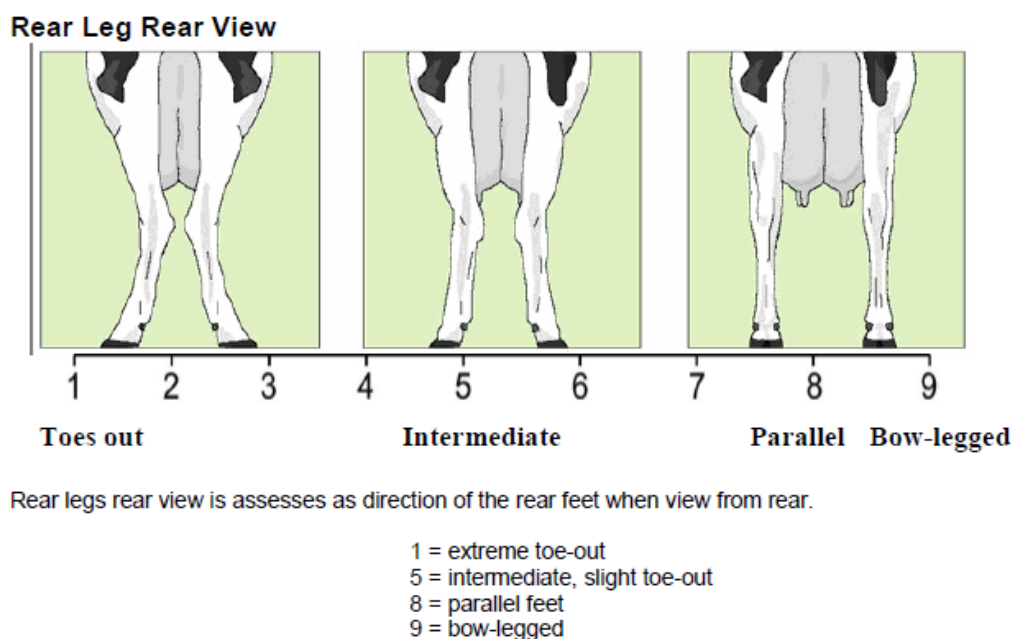 Rear Leg Rear View
1 2 3 4 5 6 7 8 9
Toes out Intermediate Parallel Bow-legged
Rear legs rear view is assesses as direction of the rear feet when view from rear.
1 = extreme toe-out
5 = intermediate, slight toe-out
8 = parallel feet
9 = bow-legged